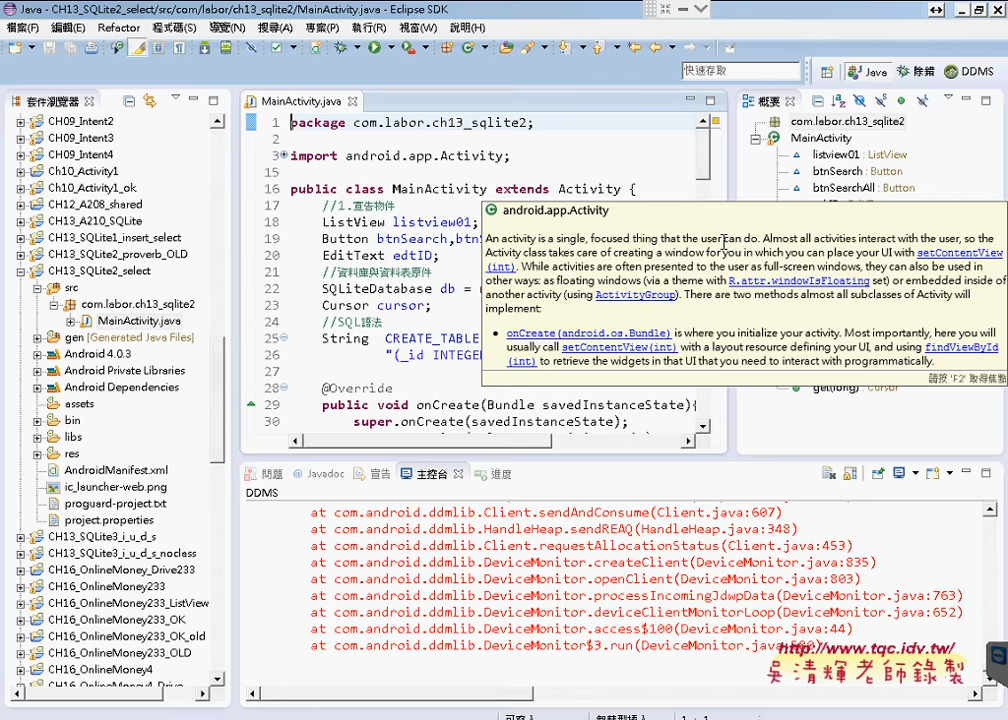 Java - CH13_SQLite2_select/src/com/labor/ch13_sqlite2/MainActivity.java - Eclipse SDK
檔案(F) 編輯(E) Refactor 程式碼(S) 導覽(N) 搜尋(A) 專案(P) 執行(R) 視窗(W) 說明(H)
快速存取
Java 除錯 DDMS
套件瀏覽器
CH09_Intent2
CH09_Intent3
CH09_Intent4
Ch10_Activity1
Ch10_Activity1_ok
CH12_A208_shared
CH13_A210_SQLite
CH13_SQLite1_insert_select
CH13_SQLite2_proverb_OLD
CH13_SQLite2_select
src
com.labor.ch13_sqlite2
MainActivity.java
gen [Generated Java Files]
Android 4.0.3
Android Private Libraries
Android Dependencies
assets
bin
libs
res
AndroidManifest.xml
ic_launcher-web.png
proguard-project.txt
project.properties
CH13_SQLite3_i_u_d_s
CH13_SQLite3_i_u_d_s_noclass
CH16_OnlineMoney_Drive233
CH16_OnlineMoney233
CH16_OnlineMoney233_ListView
CH16_OnlineMoney233_OK
CH16_OnlineMoney233_OK_old
CH16_OnlineMoney233_OLD
CH16_OnlineMoney4
CH16_OnlineMoney4_Drive
MainActivity.java
1 package com.labor.ch13_sqlite2;
2
3 import android.app.Activity;
15
16 public class MainActivity extends Activity {
17 //1.宣告物件
18 ListView listview01;
19 Button btnSearch,btnS
20 EditText edtID;
21 //資料庫與資料表原件
22 SQLiteDatabase db =
23 Cursor cursor;
24 //SQL語法
25 String CREATE_TABLE
26 "(_id INTEGER
27
28 @Override
29 public void onCreate(Bundle savedInstanceState){
30 super.onCreate(savedInstanceState);
概要
com.labor.ch13_sqlite2
MainActivity
listview01 : ListView
btnSearch : Button
btnSearchAll : Button
get(long) : Cursor
android.app.Activity
An activity is a single, focused thing that the user can do. Almost all activities interact with the user, so the
Activity class takes care of creating a window for you in which you can place your UI with setContentView
(int). While activities are often presented to the user as full-screen windows, they can also be used in
other ways: as floating windows (via a theme with R.attr.windowIsFloating set) or embedded inside of
another activity (using ActivityGroup). There are two methods almost all subclasses of Activity will
implement:
onCreate(android.os.Bundle) is where you initialize your activity. Most importantly, here you will
usually call setContentView(int) with a layout resource defining your UI, and using findViewById
(int) to retrieve the widgets in that UI that you need to interact with programmatically.
請按 'F2' 取得焦點
問題 Javadoc 宣告 主控台 進度
DDMS
at com.android.ddmlib.Client.sendAndConsume(Client.java:607)
at com.android.ddmlib.HandleHeap.sendREAQ(HandleHeap.java:348)
at com.android.ddmlib.Client.requestAllocationStatus(Client.java:453)
at com.android.ddmlib.DeviceMonitor.createClient(DeviceMonitor.java:835)
at com.android.ddmlib.DeviceMonitor.openClient(DeviceMonitor.java:803)
at com.android.ddmlib.DeviceMonitor.processIncomingJdwpData(DeviceMonitor.java:763)
at com.android.ddmlib.DeviceMonitor.deviceClientMonitorLoop(DeviceMonitor.java:652)
at com.android.ddmlib.DeviceMonitor.access$100(DeviceMonitor.java:44)
at com.android.ddmlib.DeviceMonitor$3.run(DeviceMonitor.java
http://www.tqc.idv.tw/
吳清輝老師錄製